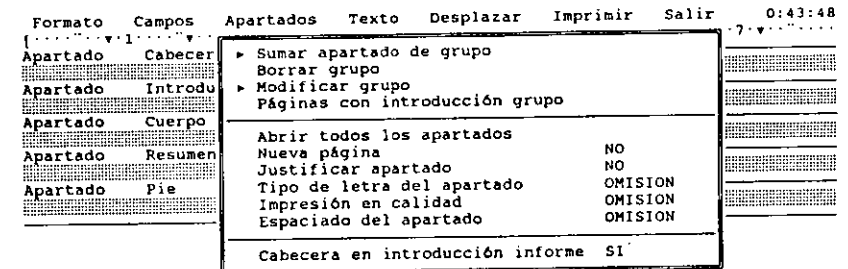 Formato Campos Apartados Texto Desplazar Imprimir Salir 0:43:48
[·······▼·1·······▼·· ·7·▼·······
Apartado Cabecer
Apartado Introdu
Apartado Cuerpo
Apartado Resumen
Apartado Pie
► Sumar apartado de grupo
Borrar grupo
► Modificar grupo
Páginas con introducción grupo
Abrir todos los apartados
Nueva página NO
Justificar apartado NO
Tipo de letra del apartado OMISION
Impresión en calidad OMISION
Espaciado del apartado OMISION
Cabecera en introducción informe SI